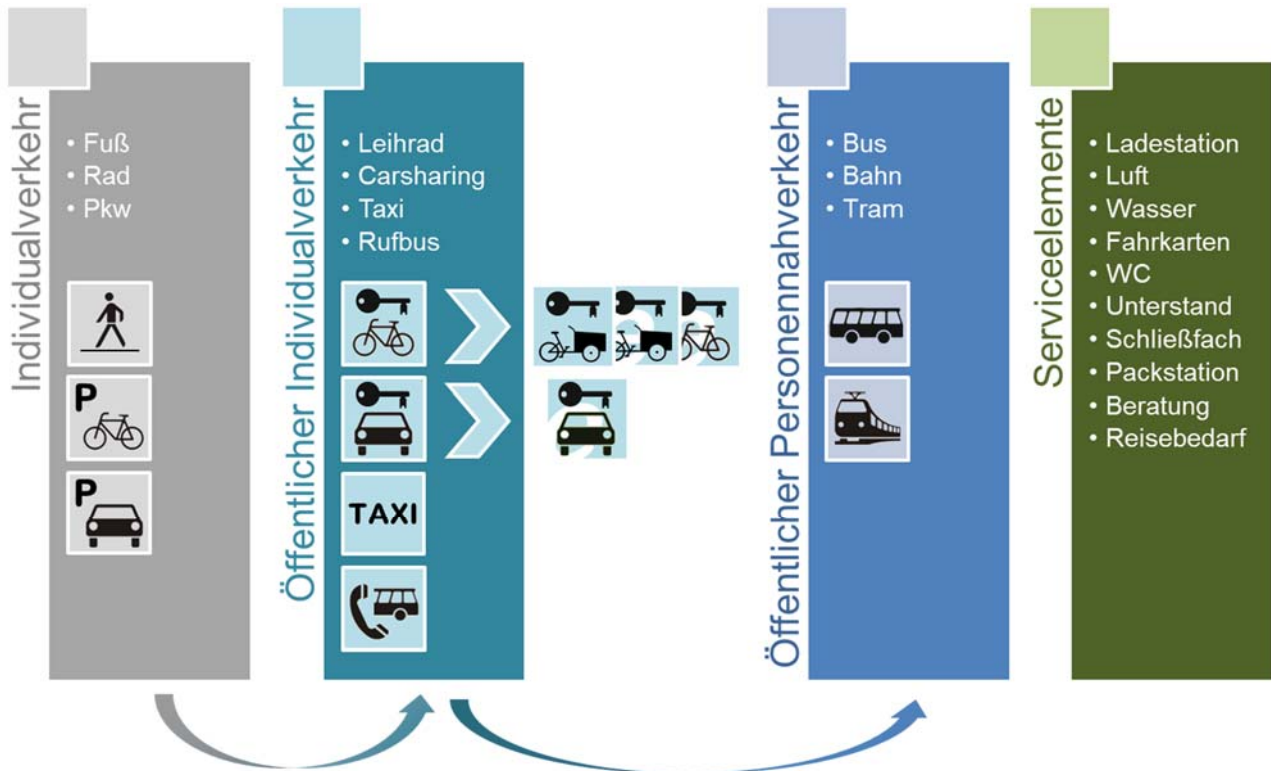 Individualverkehr
• Fuß
• Rad
• Pkw
P
P
Öffentlicher Individualverkehr
• Leihrad
• Carsharing
• Taxi
• Rufbus
e
e
e
e
TAXI
Öffentlicher Personennahverkehr
• Bus
• Bahn
• Tram
Serviceelemente
• Ladestation
• Luft
• Wasser
• Fahrkarten
• WC
• Unterstand
• Schließfach
• Packstation
• Beratung
• Reisebedarf